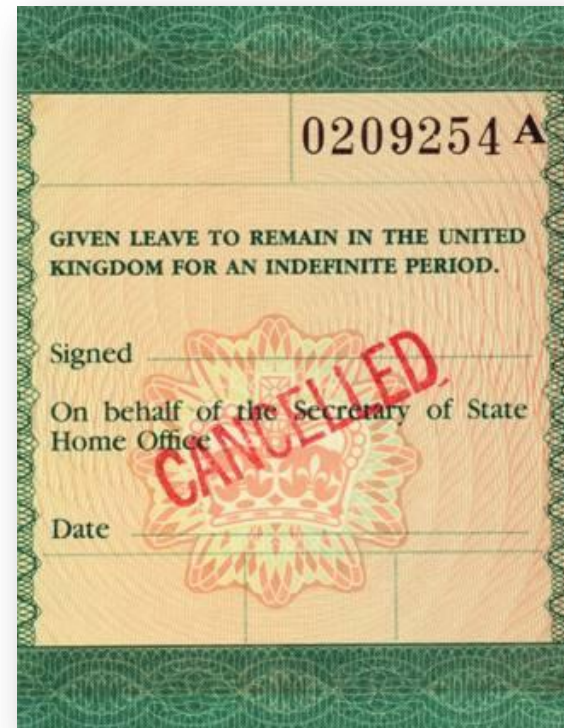 0209254 A
GIVEN LEAVE TO REMAIN IN THE UNITED
KINGDOM FOR AN INDEFINITE PERIOD.
Signed
On behalf of the Secretary of State
Home Office
CANCELLED
Date